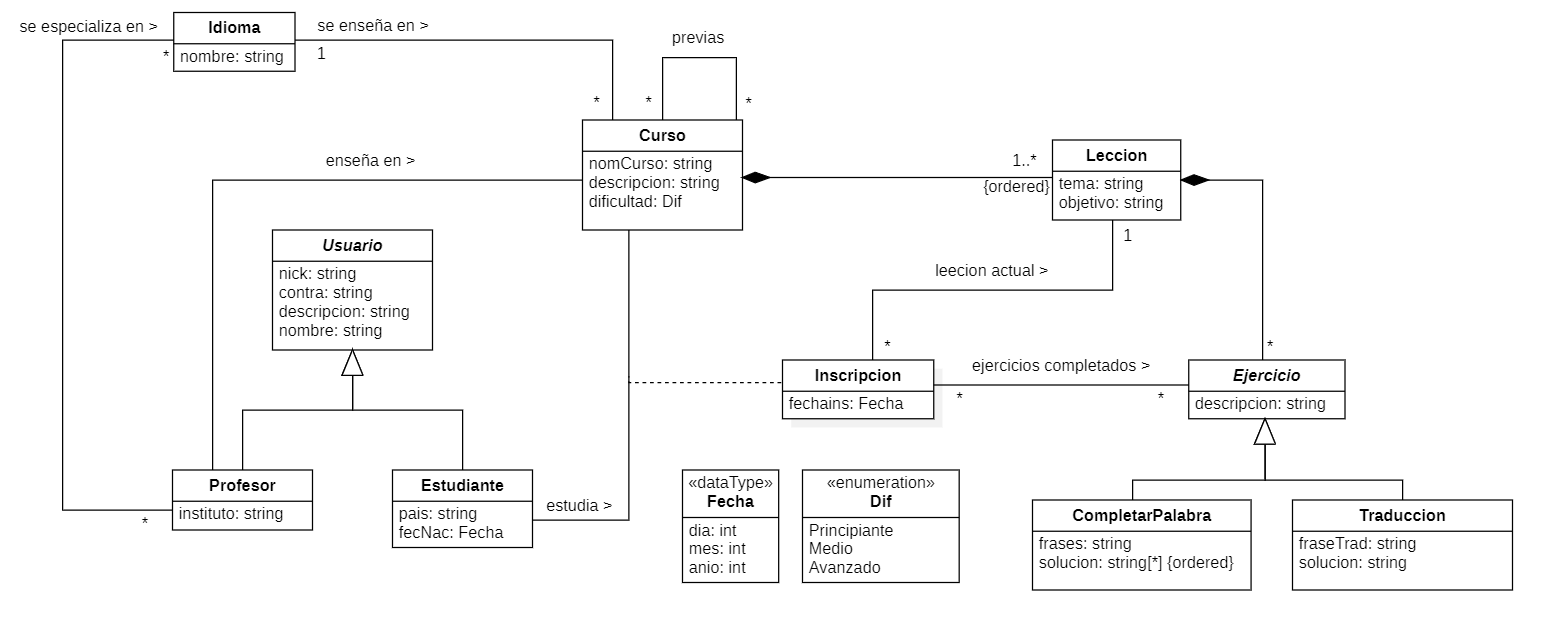 se especializa en >
Idioma
se enseña en >
*
nombre: string
1
previas
*
*
*
Curso
nomCurso: string
descripcion: string
dificultad: Dif
enseña en >
1..*
{ordered}
Leccion
tema: string
objetivo: string
1
Usuario
nick: string
contra: string
descripcion: string
nombre: string
leecion actual >
*
*
Inscripcion
fechains: Fecha
ejercicios completados >
*
*
Ejercicio
descripcion: string
Profesor
instituto: string
*
Estudiante
pais: string
fecNac: Fecha
estudia >
«dataType»
Fecha
dia: int
mes: int
anio: int
«enumeration»
Dif
Principiante
Medio
Avanzado
CompletarPalabra
frases: string
solucion: string[*] {ordered}
Traduccion
fraseTrad: string
solucion: string